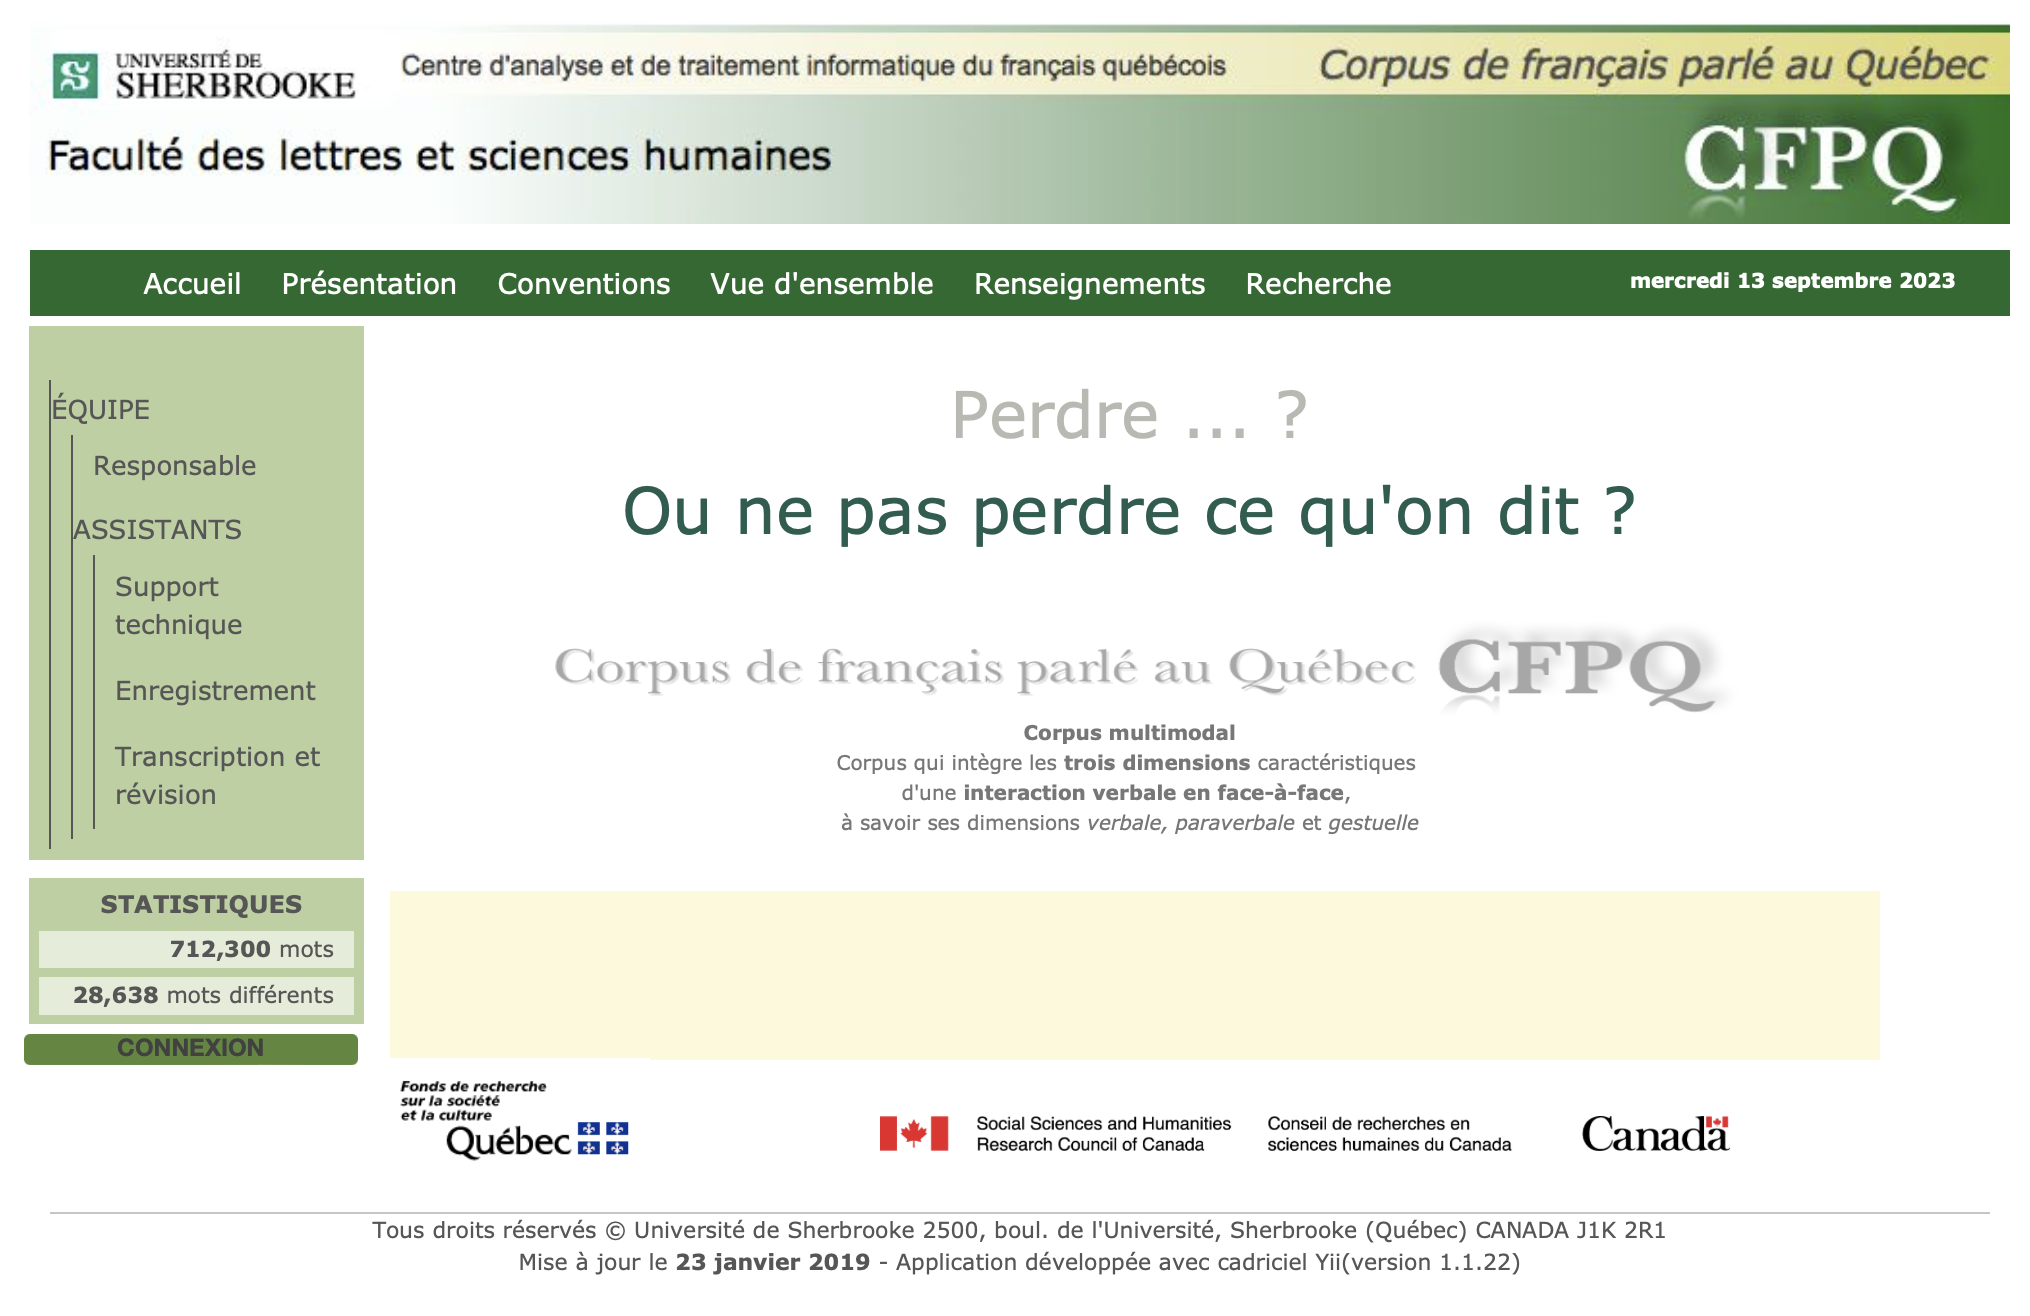 UNIVERSITÉ DE
SHERBROOKE
Centre d'analyse et de traitement informatique du français québécois
Corpus de français parlé au Québec
Faculté des lettres et sciences humaines
CFPQ
Accueil Présentation Conventions Vue d'ensemble Renseignements Recherche mercredi 13 septembre 2023
ÉQUIPE
Responsable
ASSISTANTS
Support
technique
Enregistrement
Transcription et
révision
STATISTIQUES
712,300 mots
28,638 mots différents
CONNEXION
Perdre ... ?
Ou ne pas perdre ce qu'on dit ?
Corpus de français parlé au Québec CFPQ
Corpus multimodal
Corpus qui intègre les trois dimensions caractéristiques
d'une interaction verbale en face-à-face,
à savoir ses dimensions verbale, paraverbale et gestuelle
Fonds de recherche
sur la société
et la culture
Québec
Social Sciences and Humanities
Research Council of Canada
Conseil de recherches en
sciences humaines du Canada
Canada
Tous droits réservés © Université de Sherbrooke 2500, boul. de l'Université, Sherbrooke (Québec) CANADA J1K 2R1
Mise à jour le 23 janvier 2019 - Application développée avec cadriciel Yii(version 1.1.22)